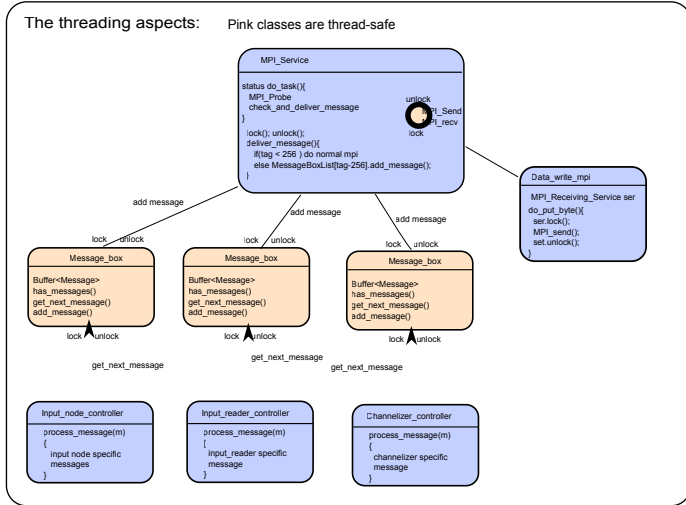 The threading aspects: Pink classes are thread-safe
MPI_Service
status do_task(){
MPI_Probe
check_and_deliver_message
}
lock(); unlock();
deliver_message(){
if(tag < 256 ) do normal mpi
else MessageBoxList[tag-256].add_message();
}
unlock
MPI_Send
MPI_recv
lock
Data_write_mpi
MPI_Receiving_Service ser
do_put_byte(){
ser.lock();
MPI_send();
set.unlock();
}
add message
add message
add message
lock unlock
lock unlock
lock unlock
Message_box
Buffer<Message>
has_messages()
get_next_message()
add_message()
Message_box
Buffer<Message>
has_messages()
get_next_message()
add_message()
Message_box
Buffer<Message>
has_messages()
get_next_message()
add_message()
lock unlock
lock unlock
lock unlock
get_next_message
get_next_message
get_next_message
Input_node_controller
process_message(m)
{
input node specific
messages
}
Input_reader_controller
process_message(m)
[
input_reader specific
message
}
Channelizer_controller
process_message(m)
{
channelizer specific
message
}